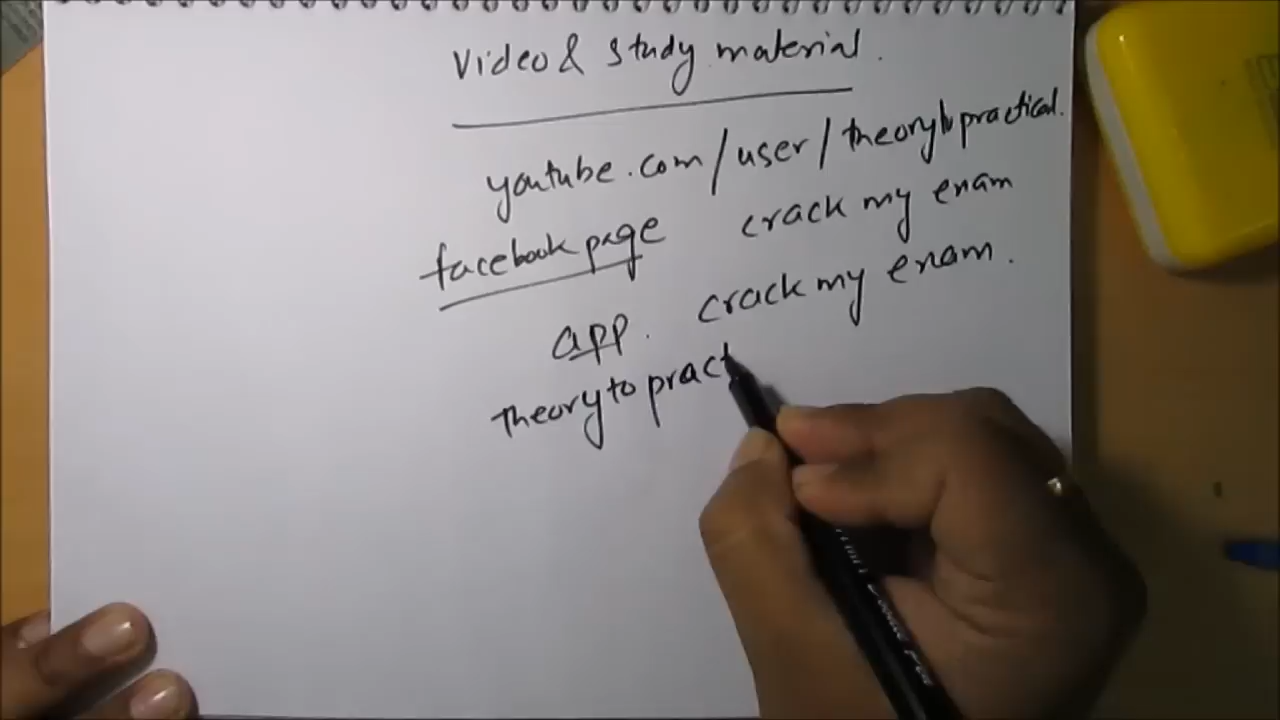 Video & study material.
youtube.com/user/theorytopractical.
facebook page crack my exam
app. crack my exam.
theory to pract